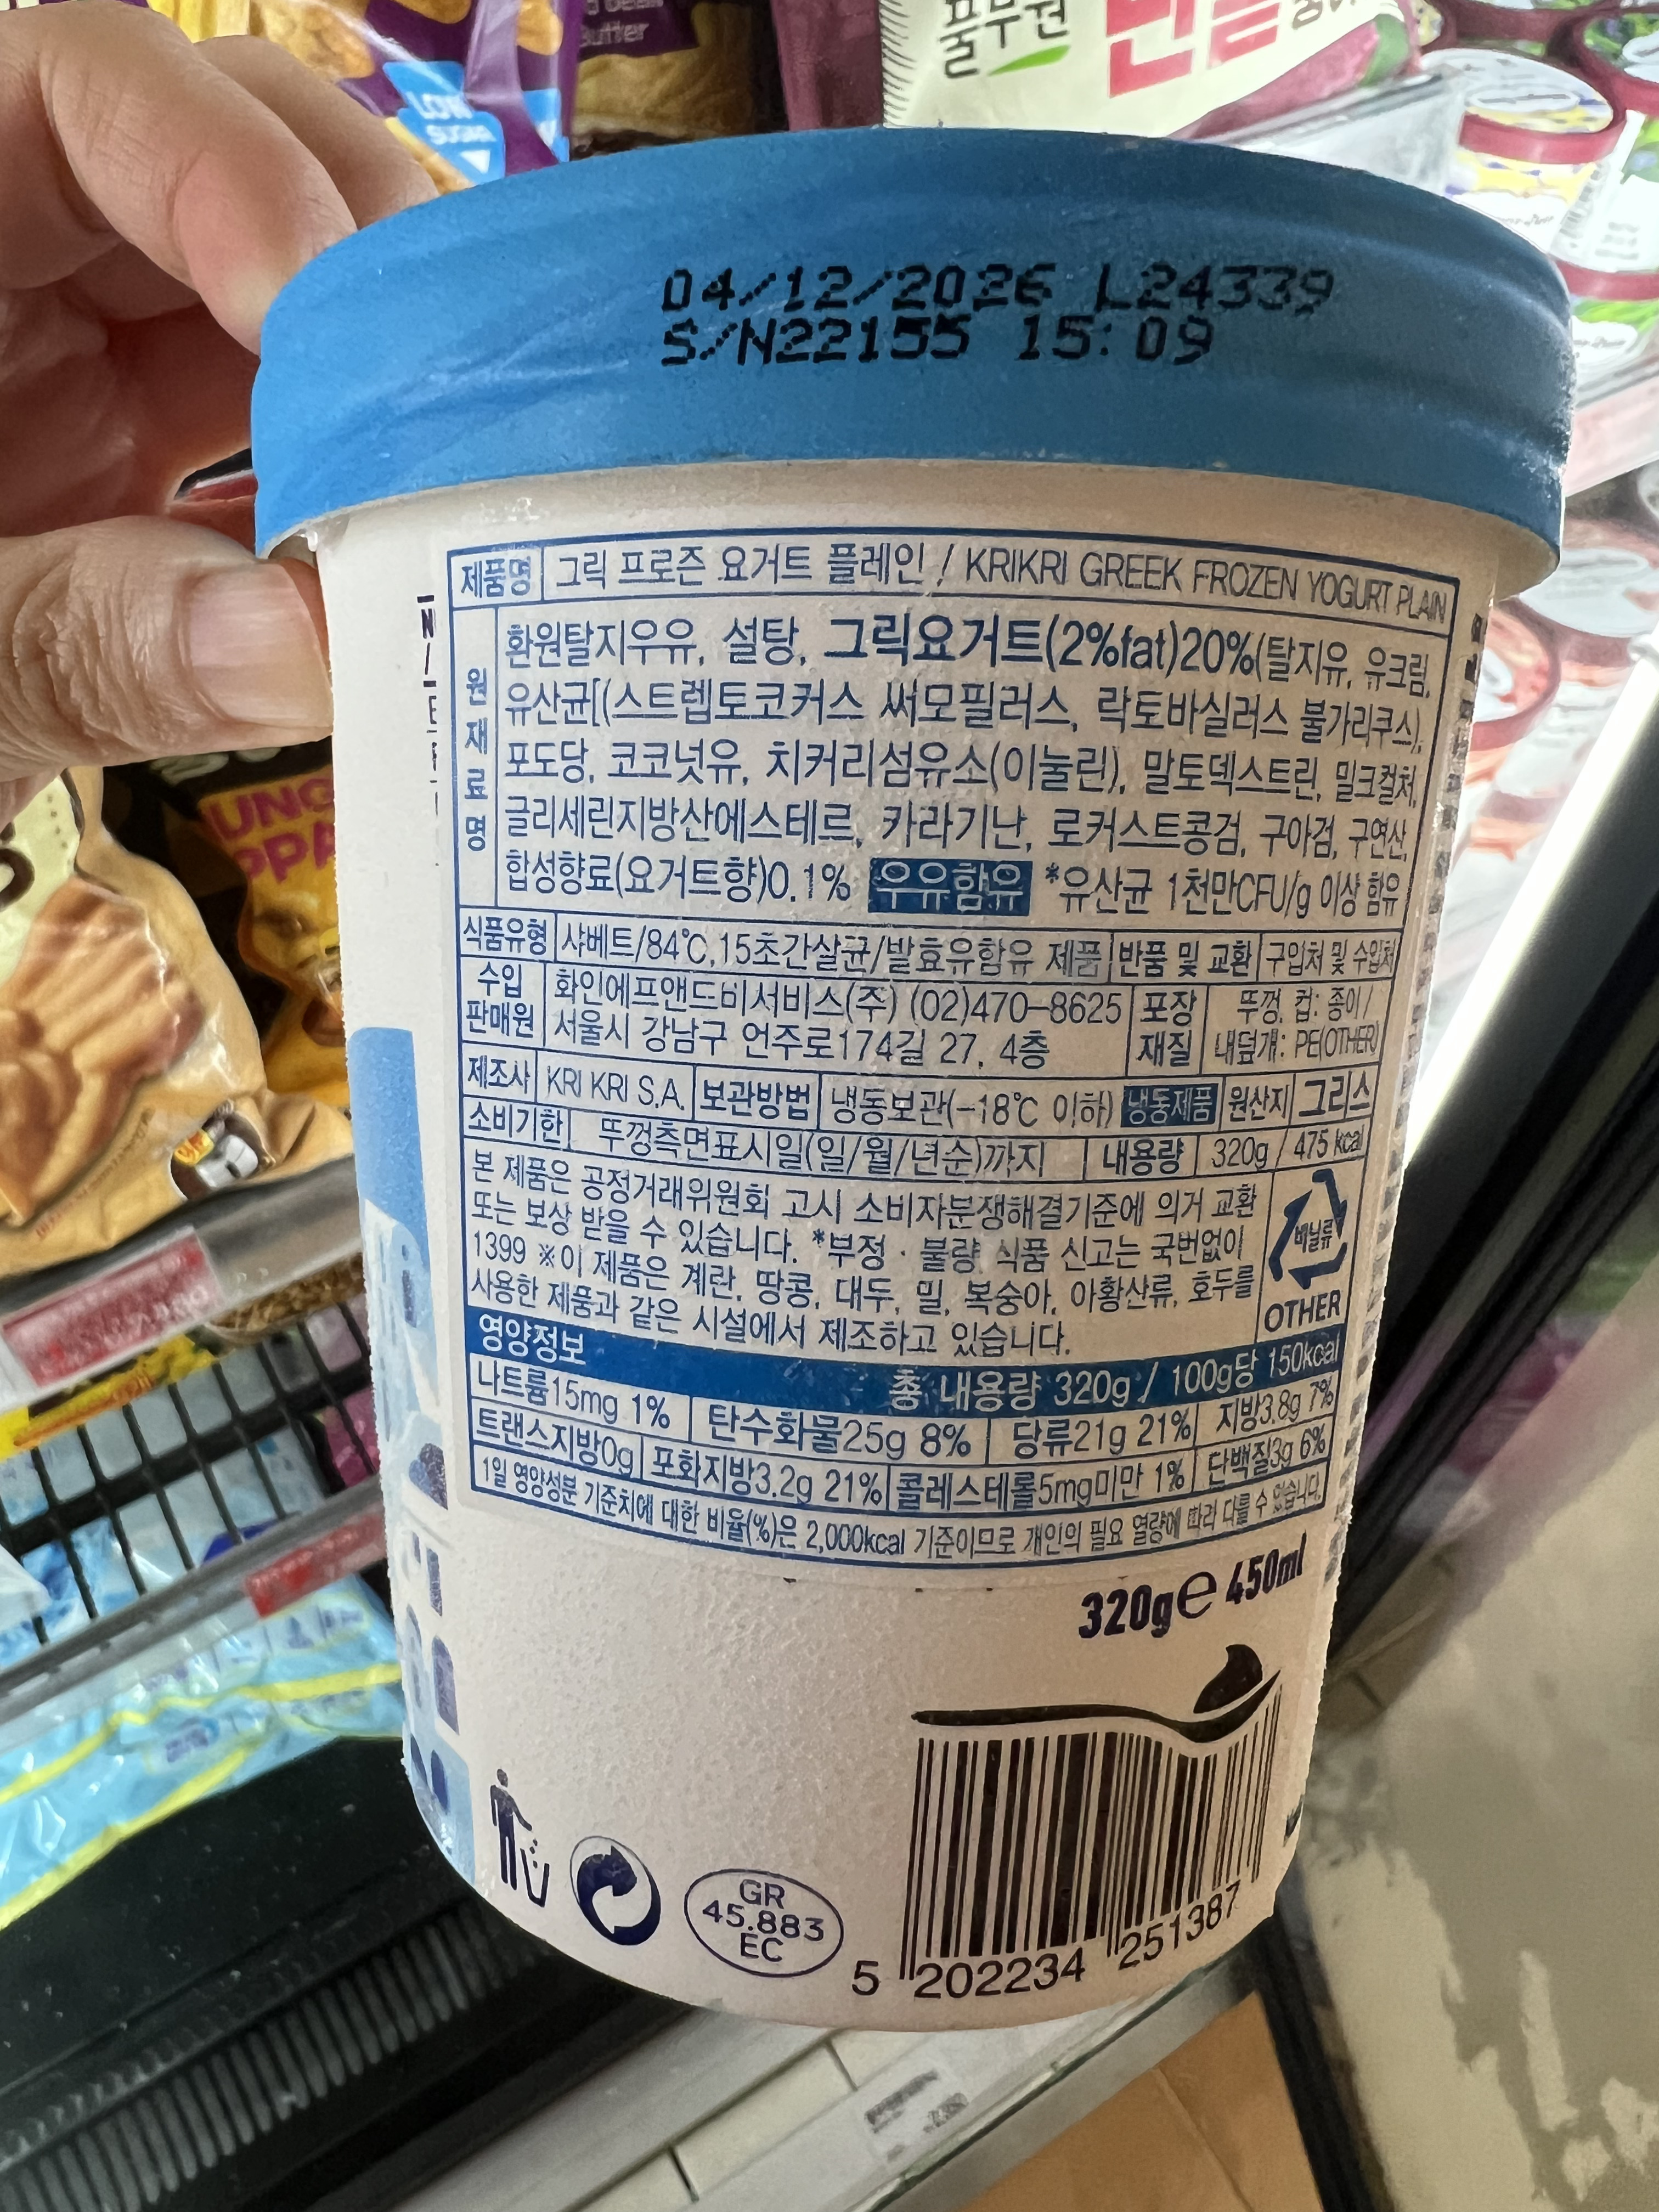 LOW
SUGAR
Butter
풀무원
04/12/2026 L24339
S/N22155 15:09
제품명 그릭 프로즌 요거트 플레인 / KRIKRI GREEK FROZEN YOGURT PLAIN
원재료명 환원탈지우유, 설탕, 그릭요거트(2%fat)20%(탈지유, 유크림,
유산균[(스트렙토코커스 써모필러스, 락토바실러스 불가리쿠스),
포도당, 코코넛유, 치커리섬유소(이눌린), 말토덱스트린, 밀크컬처,
글리세린지방산에스테르, 카라기난, 로커스트콩검, 구아검, 구연산,
합성향료(요거트향)0.1% 우유함유 *유산균 1천만CFU/g 이상 함유
식품유형 샤베트/84℃,15초간살균/발효유함유 제품 반품 및 교환 구입처 및 수입처
수입판매원 화인에프앤드비서비스(주) (02)470-8625 포장재질 뚜껑, 컵: 종이/
서울시 강남구 언주로174길 27, 4층 내덮개: PE(OTHER)
제조사 KRI KRI S.A. 보관방법 냉동보관(-18℃ 이하) 냉동제품 원산지 그리스
소비기한 뚜껑측면표시일(일/월/년순)까지 내용량 320g / 475 kcal
본 제품은 공정거래위원회 고시 소비자분쟁해결기준에 의거 교환
또는 보상 받을 수 있습니다. *부정 · 불량 식품 신고는 국번없이
1399 ※이 제품은 계란, 땅콩, 대두, 밀, 복숭아, 아황산류, 호두를
사용한 제품과 같은 시설에서 제조하고 있습니다.
비닐류
OTHER
영양정보 총 내용량 320g / 100g당 150kcal
나트륨15mg 1% 탄수화물25g 8% 당류21g 21% 지방3.8g 7%
트랜스지방0g 포화지방3.2g 21% 콜레스테롤5mg미만 1% 단백질3g 6%
1일 영양성분 기준치에 대한 비율(%)은 2,000kcal 기준이므로 개인의 필요 열량에 따라 다를 수 있습니다.
320g℮ 450ml
GR
45.883
EC
5 202234 251387